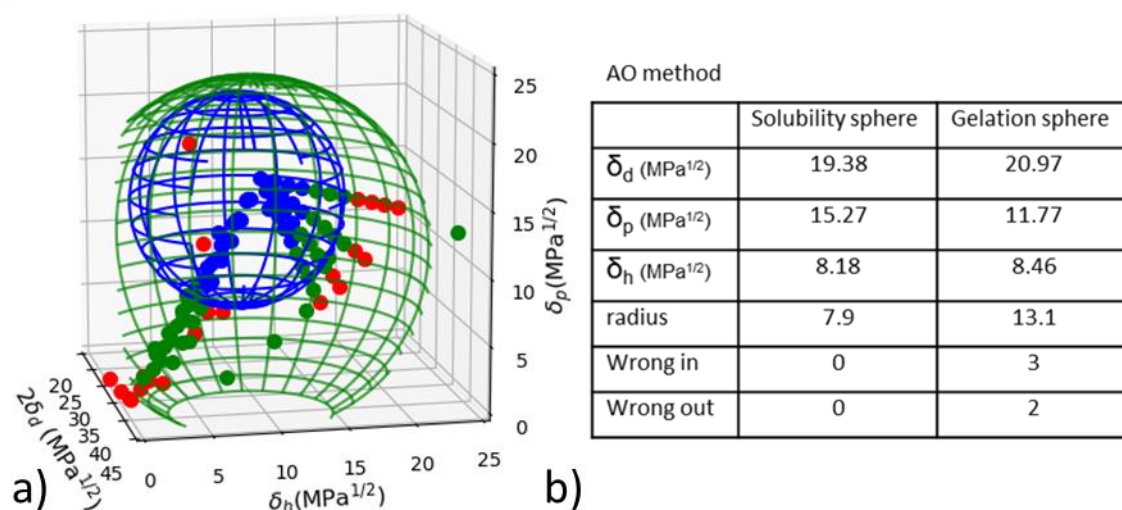 25
20
15
10
5
0
δp(MPa1/2)
20
25
30
35
40
45
2δd (MPa1/2)
0
5
10
15
20
25
δh(MPa1/2)
a)
b)
AO method
Solubility sphere Gelation sphere
δd (MPa1/2) 19.38 20.97
δp (MPa1/2) 15.27 11.77
δh (MPa1/2) 8.18 8.46
radius 7.9 13.1
Wrong in 0 3
Wrong out 0 2